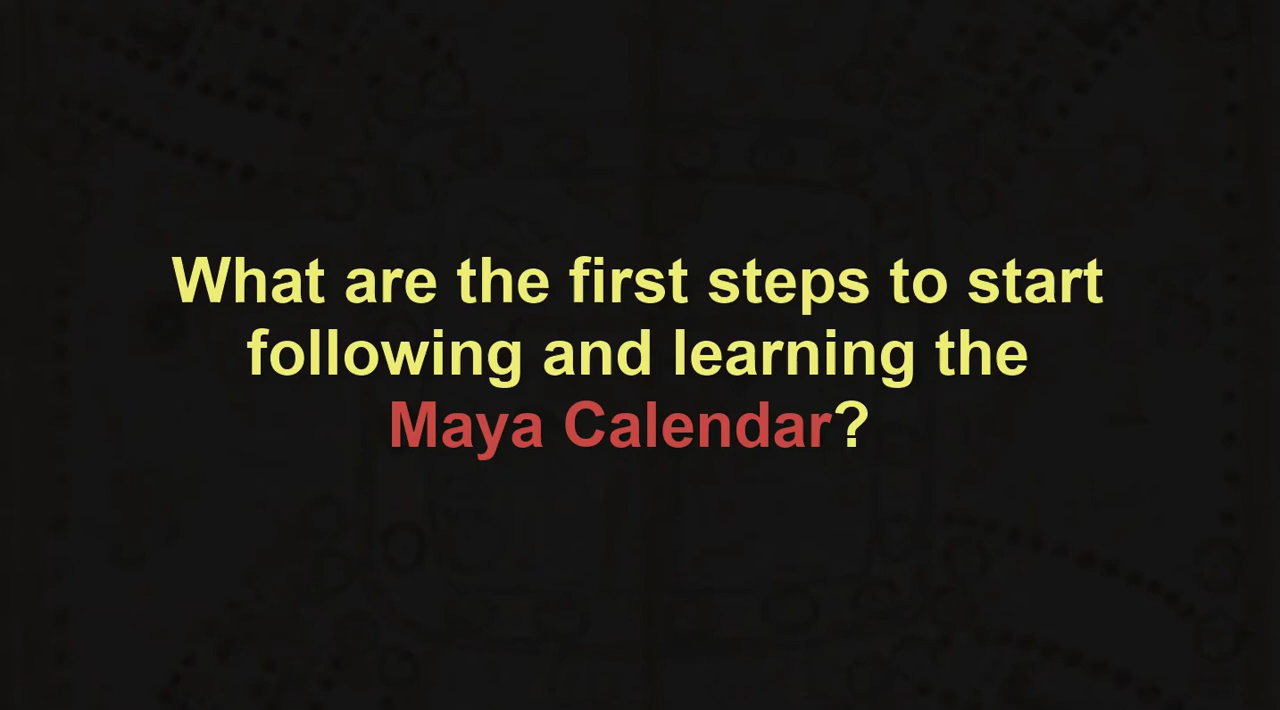 What are the first steps to start
following and learning the
Maya Calendar?